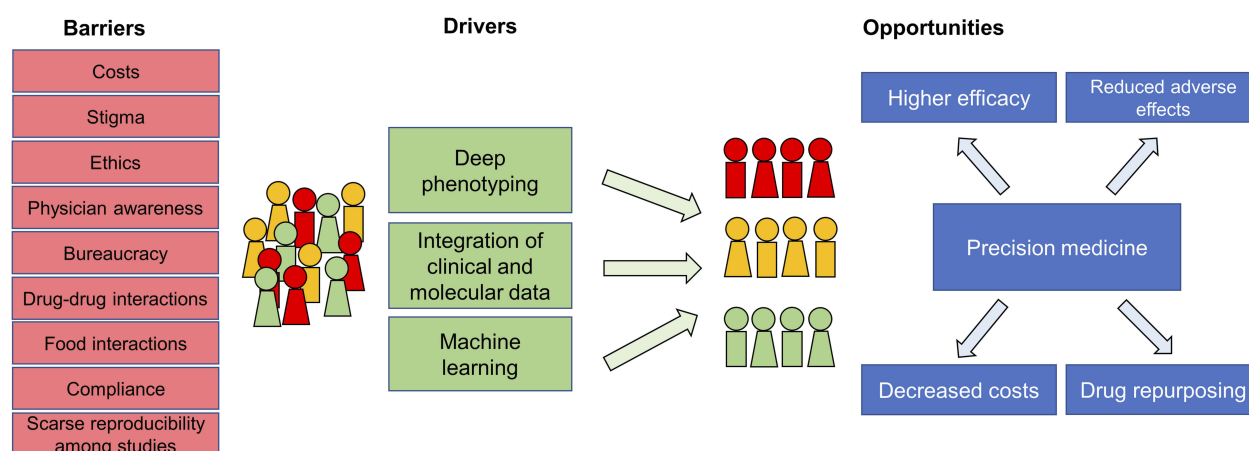 Barriers
Costs
Stigma
Ethics
Physician awareness
Bureaucracy
Drug-drug interactions
Food interactions
Compliance
Scarse reproducibility
among studies
Drivers
Deep
phenotyping
Integration of
clinical and
molecular data
Machine
learning
Opportunities
Higher efficacy
Reduced adverse
effects
Precision medicine
Decreased costs
Drug repurposing